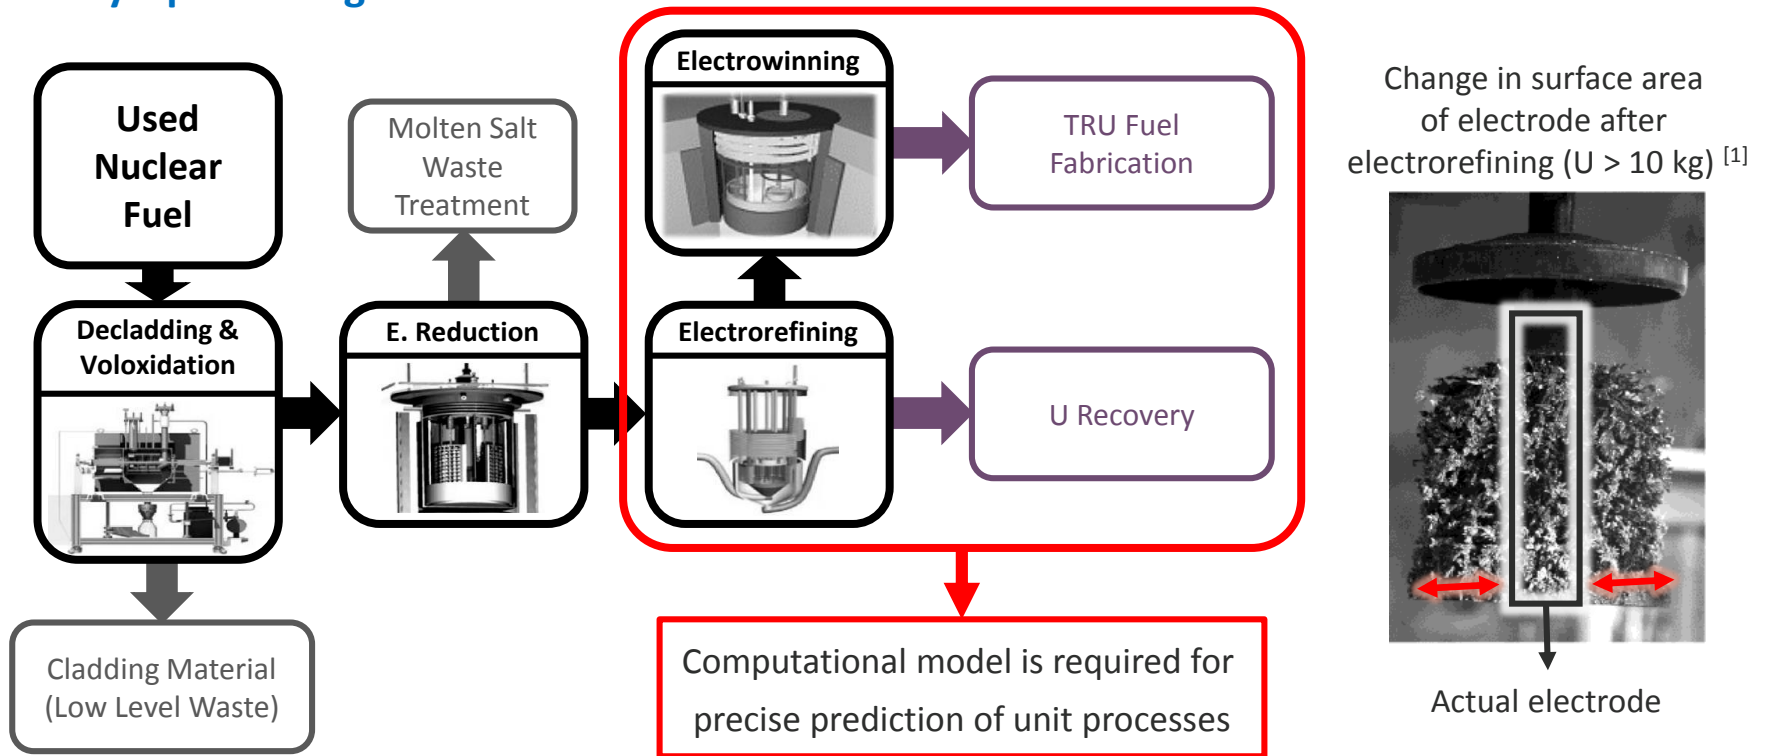 Used
Nuclear
Fuel
Decladding &
Voloxidation
Cladding Material
(Low Level Waste)
Molten Salt
Waste
Treatment
E. Reduction
Electrowinning
Electrorefining
TRU Fuel
Fabrication
U Recovery
Computational model is required for
precise prediction of unit processes
Change in surface area
of electrode after
electrorefining (U > 10 kg) [1]
Actual electrode